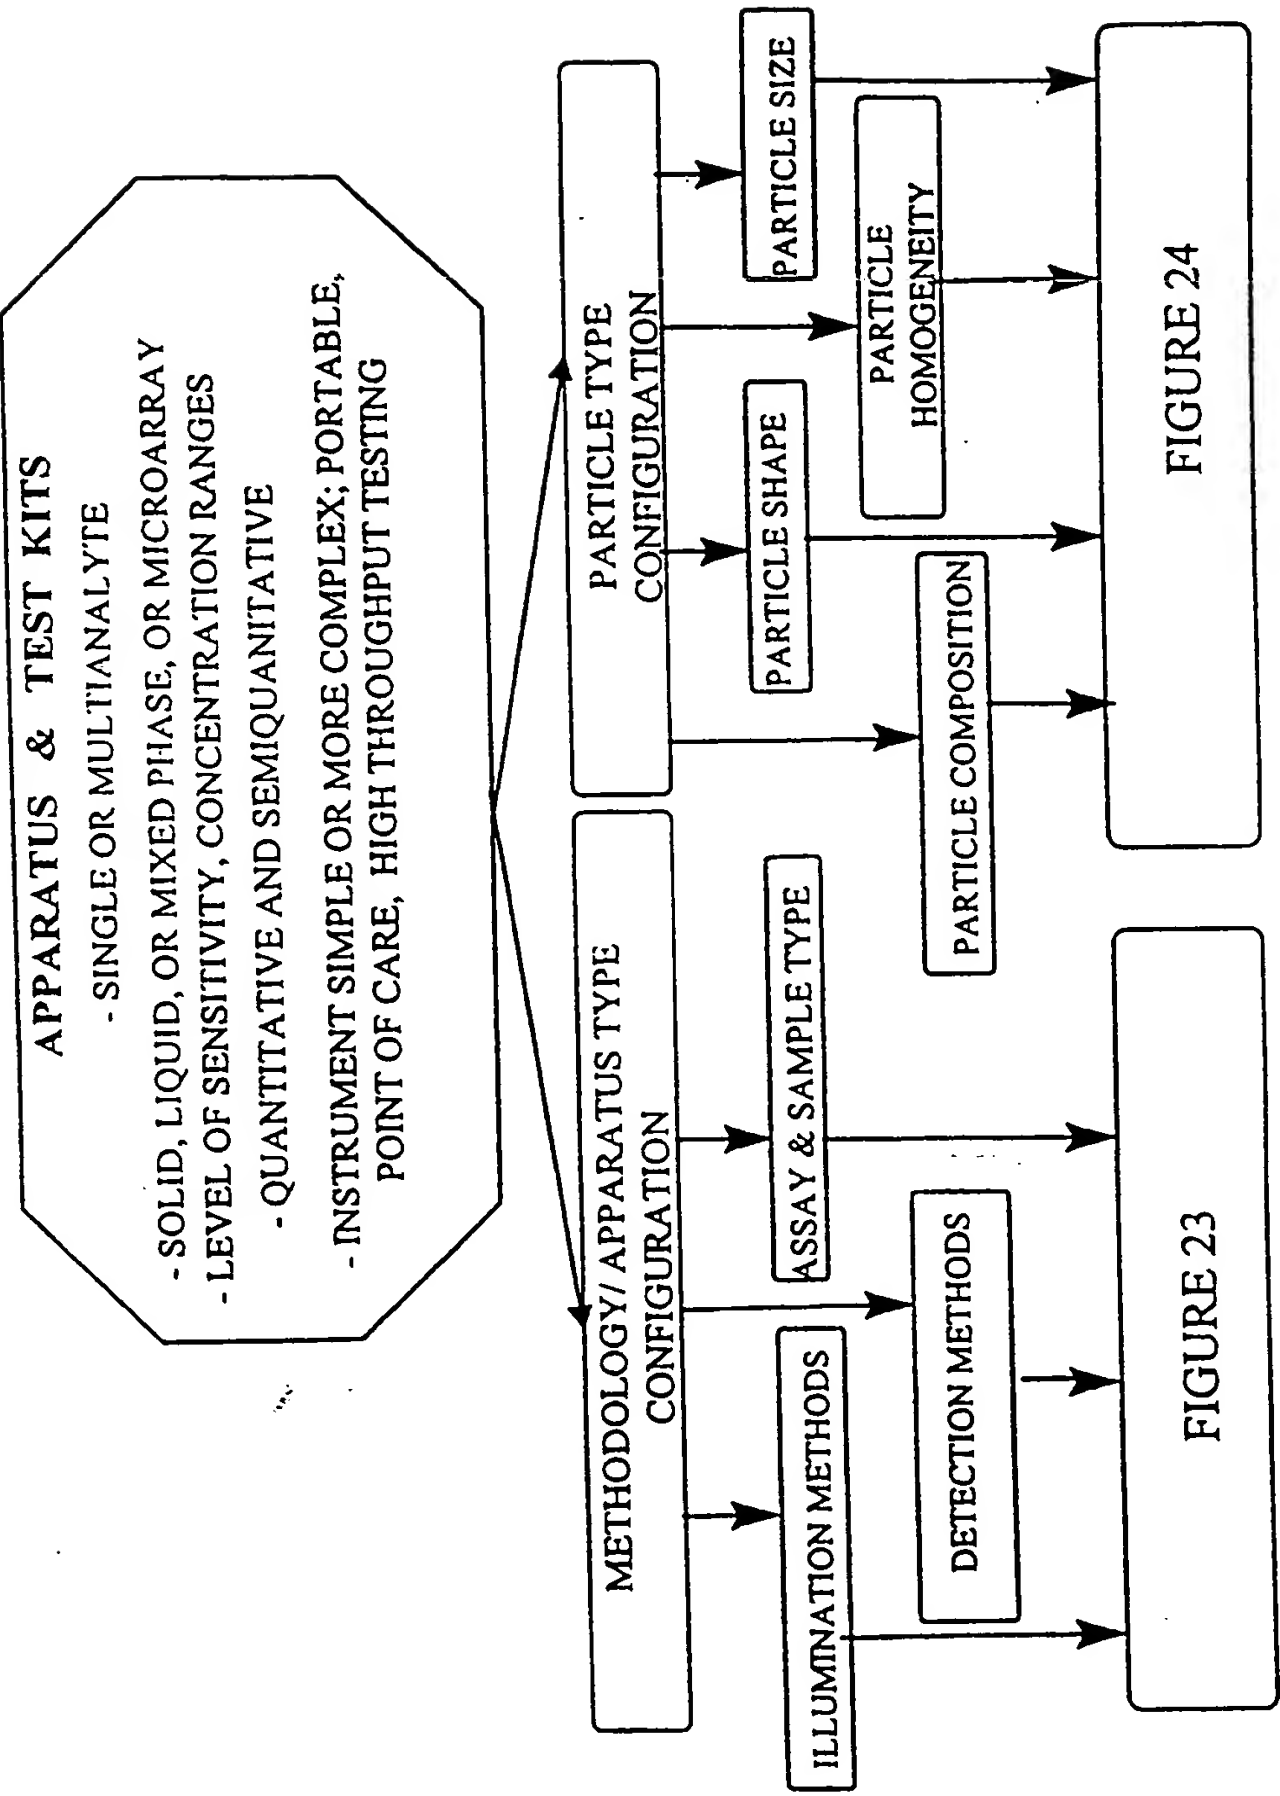 APPARATUS & TEST KITS
- SINGLE OR MULTIANALYTE
- SOLID, LIQUID, OR MIXED PHASE, OR MICROARRAY
- LEVEL OF SENSITIVITY, CONCENTRATION RANGES
- QUANTITATIVE AND SEMIQUANITATIVE
- INSTRUMENT SIMPLE OR MORE COMPLEX; PORTABLE,
POINT OF CARE, HIGH THROUGHPUT TESTING
METHODOLOGY/ APPARATUS TYPE
CONFIGURATION
ILLUMINATION METHODS
DETECTION METHODS
ASSAY & SAMPLE TYPE
FIGURE 23
PARTICLE TYPE
CONFIGURATION
PARTICLE COMPOSITION
PARTICLE SHAPE
PARTICLE
HOMOGENEITY
PARTICLE SIZE
FIGURE 24